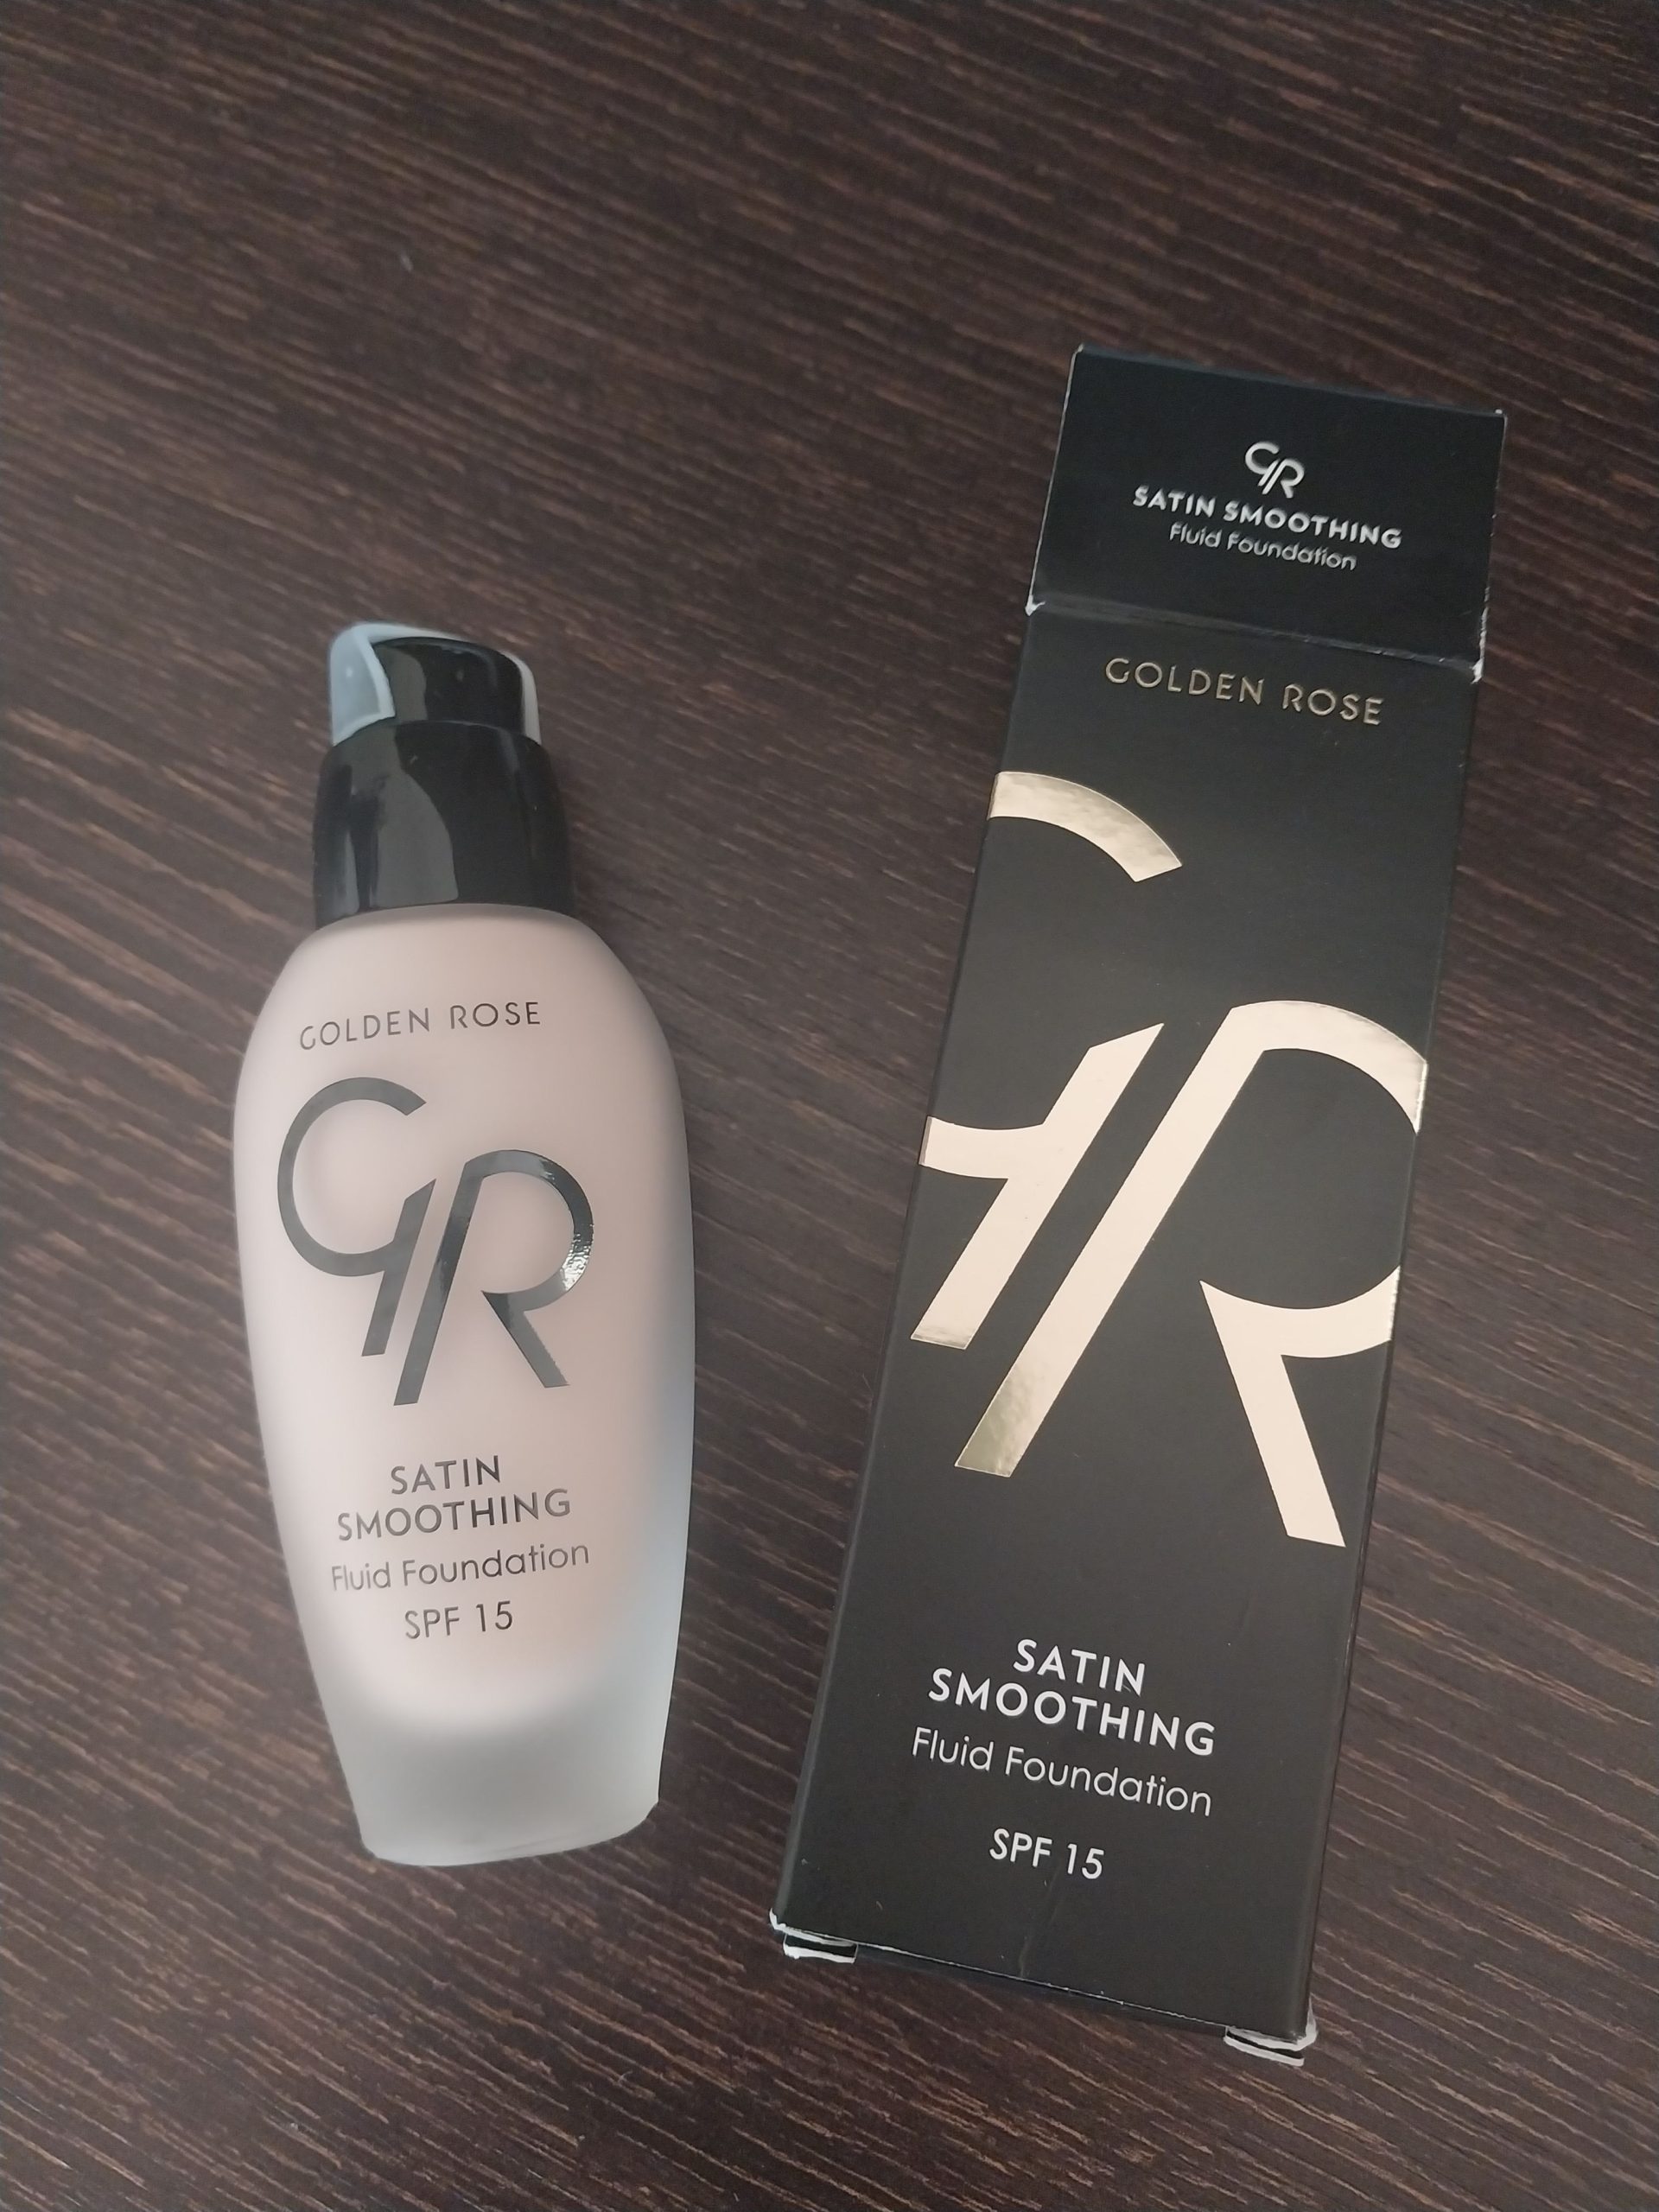 GOLDEN ROSE
GR
SATIN
SMOOTHING
Fluid Foundation
SPF 15
GR
SATIN SMOOTHING
Fluid Foundation
GOLDEN ROSE
GR
SATIN
SMOOTHING
Fluid Foundation
SPF 15